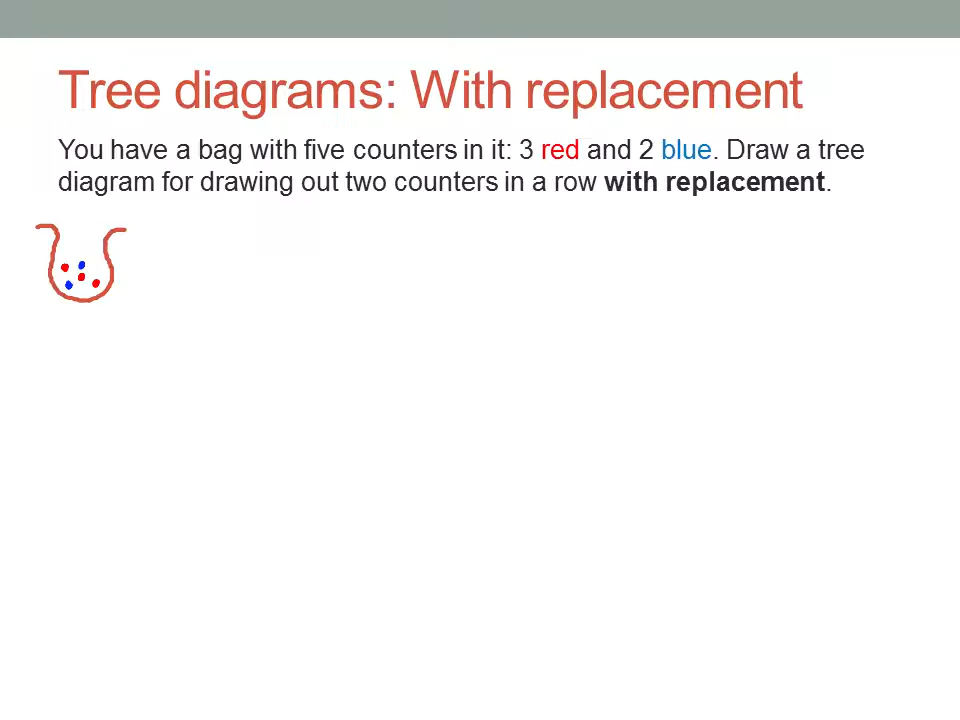 Tree diagrams: With replacement
You have a bag with five counters in it: 3 red and 2 blue. Draw a tree
diagram for drawing out two counters in a row with replacement.